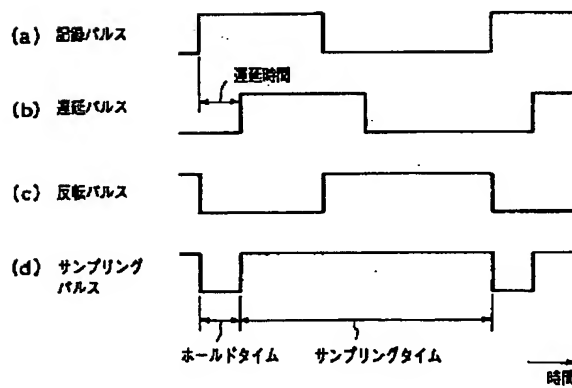 (a) 記録パルス
遅延時間
(b) 遅延パルス
(c) 反転パルス
(d) サンプリング
パルス
ホールドタイム
サンプリングタイム
時間